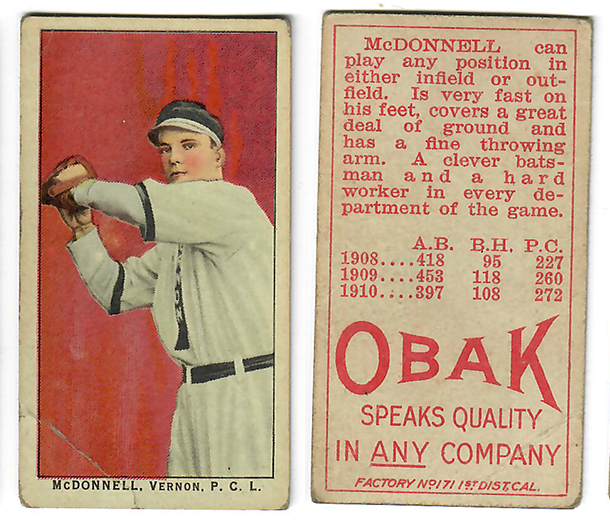 McDONNELL, VERNON, P. C. L.
McDONNELL can
play any position in
either infield or out-
field. Is very fast on
his feet, covers a great
deal of ground and
has a fine throwing
arm. A clever bats-
man and a hard
worker in every de-
partment of the game.
A.B. B.H. P.C.
1908....418 95 227
1909....453 118 260
1910....397 108 272
OBAK
SPEAKS QUALITY
IN ANY COMPANY
FACTORY NO.171 1ST DIST, CAL.